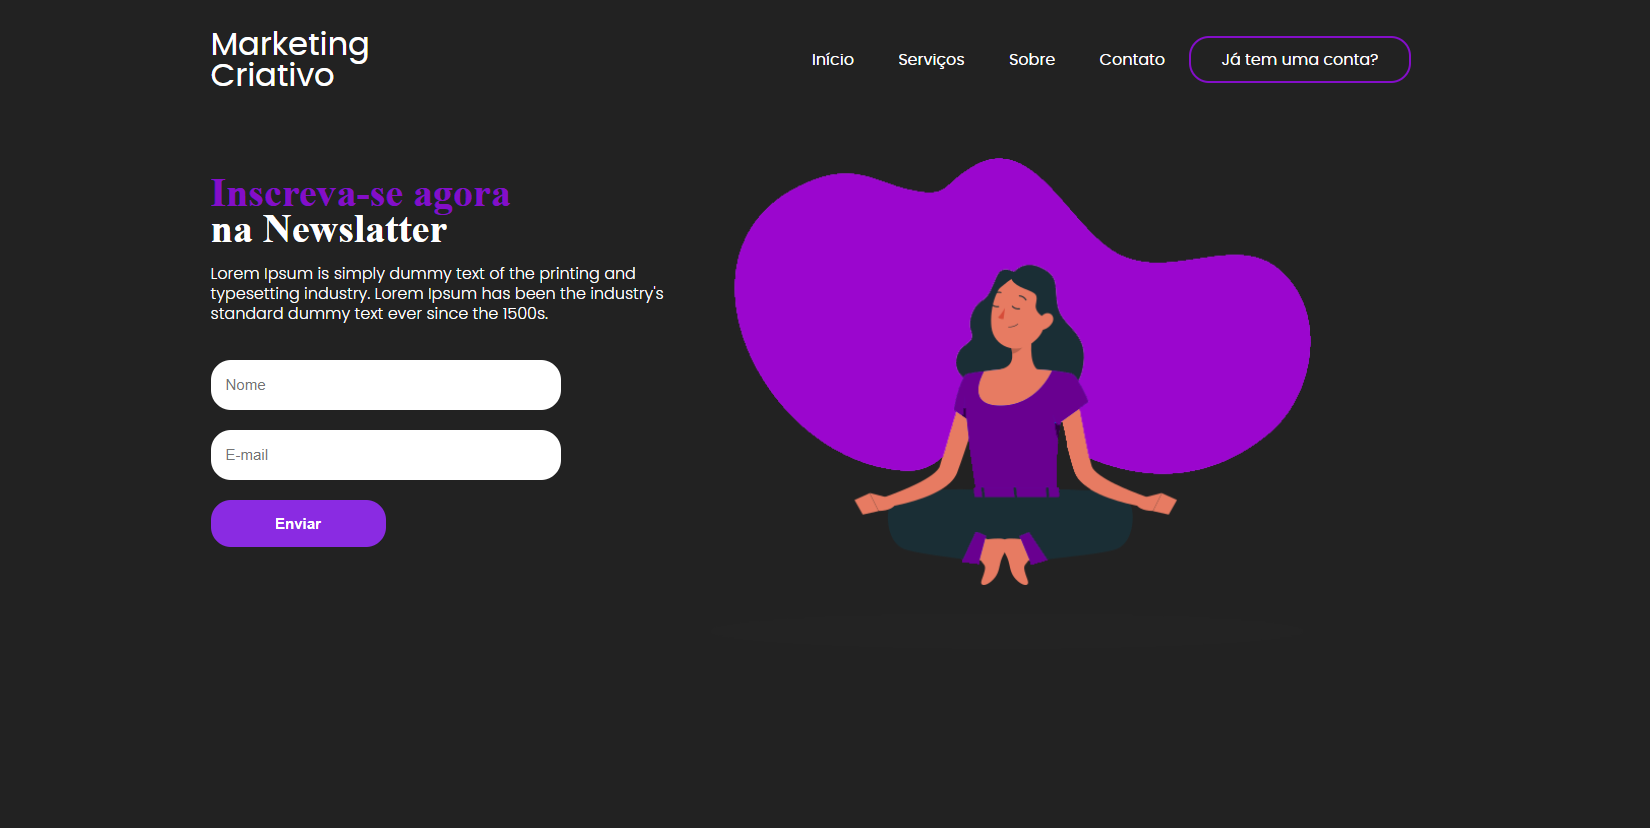 Marketing
Criativo
Início
Serviços
Sobre
Contato
Já tem uma conta?
Inscreva-se agora
na Newslatter
Lorem Ipsum is simply dummy text of the printing and
typesetting industry. Lorem Ipsum has been the industry's
standard dummy text ever since the 1500s.
Nome
E-mail
Enviar